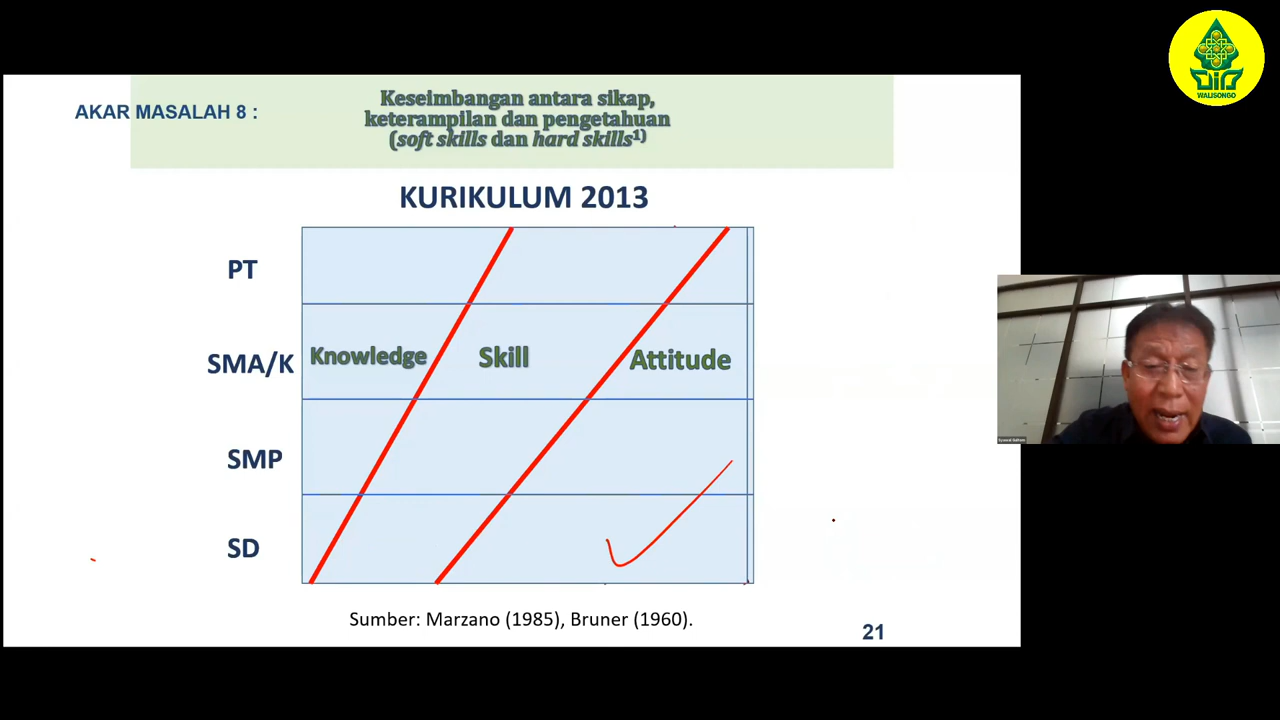 WALISONGO
AKAR MASALAH 8 :
Keseimbangan antara sikap,
keterampilan dan pengetahuan
(soft skills dan hard skills¹⁾
KURIKULUM 2013
PT
SMA/K
Knowledge
Skill
Attitude
SMP
SD
Sumber: Marzano (1985), Bruner (1960).
21